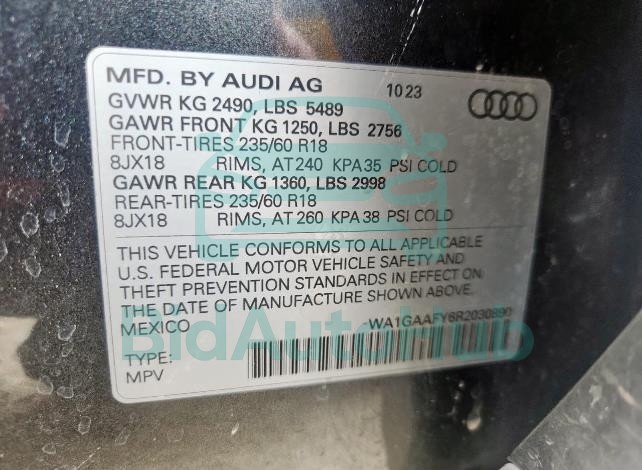 MFD. BY AUDI AG 10 23
GVWR KG 2490, LBS 5489
GAWR FRONT KG 1250, LBS 2756
FRONT-TIRES 235/60 R18
8JX18 RIMS, AT 240 KPA 35 PSI COLD
GAWR REAR KG 1360, LBS 2998
REAR-TIRES 235/60 R18
8JX18 RIMS, AT 260 KPA 38 PSI COLD
THIS VEHICLE CONFORMS TO ALL APPLICABLE
U.S. FEDERAL MOTOR VEHICLE SAFETY AND
THEFT PREVENTION STANDARDS IN EFFECT ON
THE DATE OF MANUFACTURE SHOWN ABOVE.
MEXICO -WA1GAAFY6R2030890
BidAutoHub
TYPE:
MPV